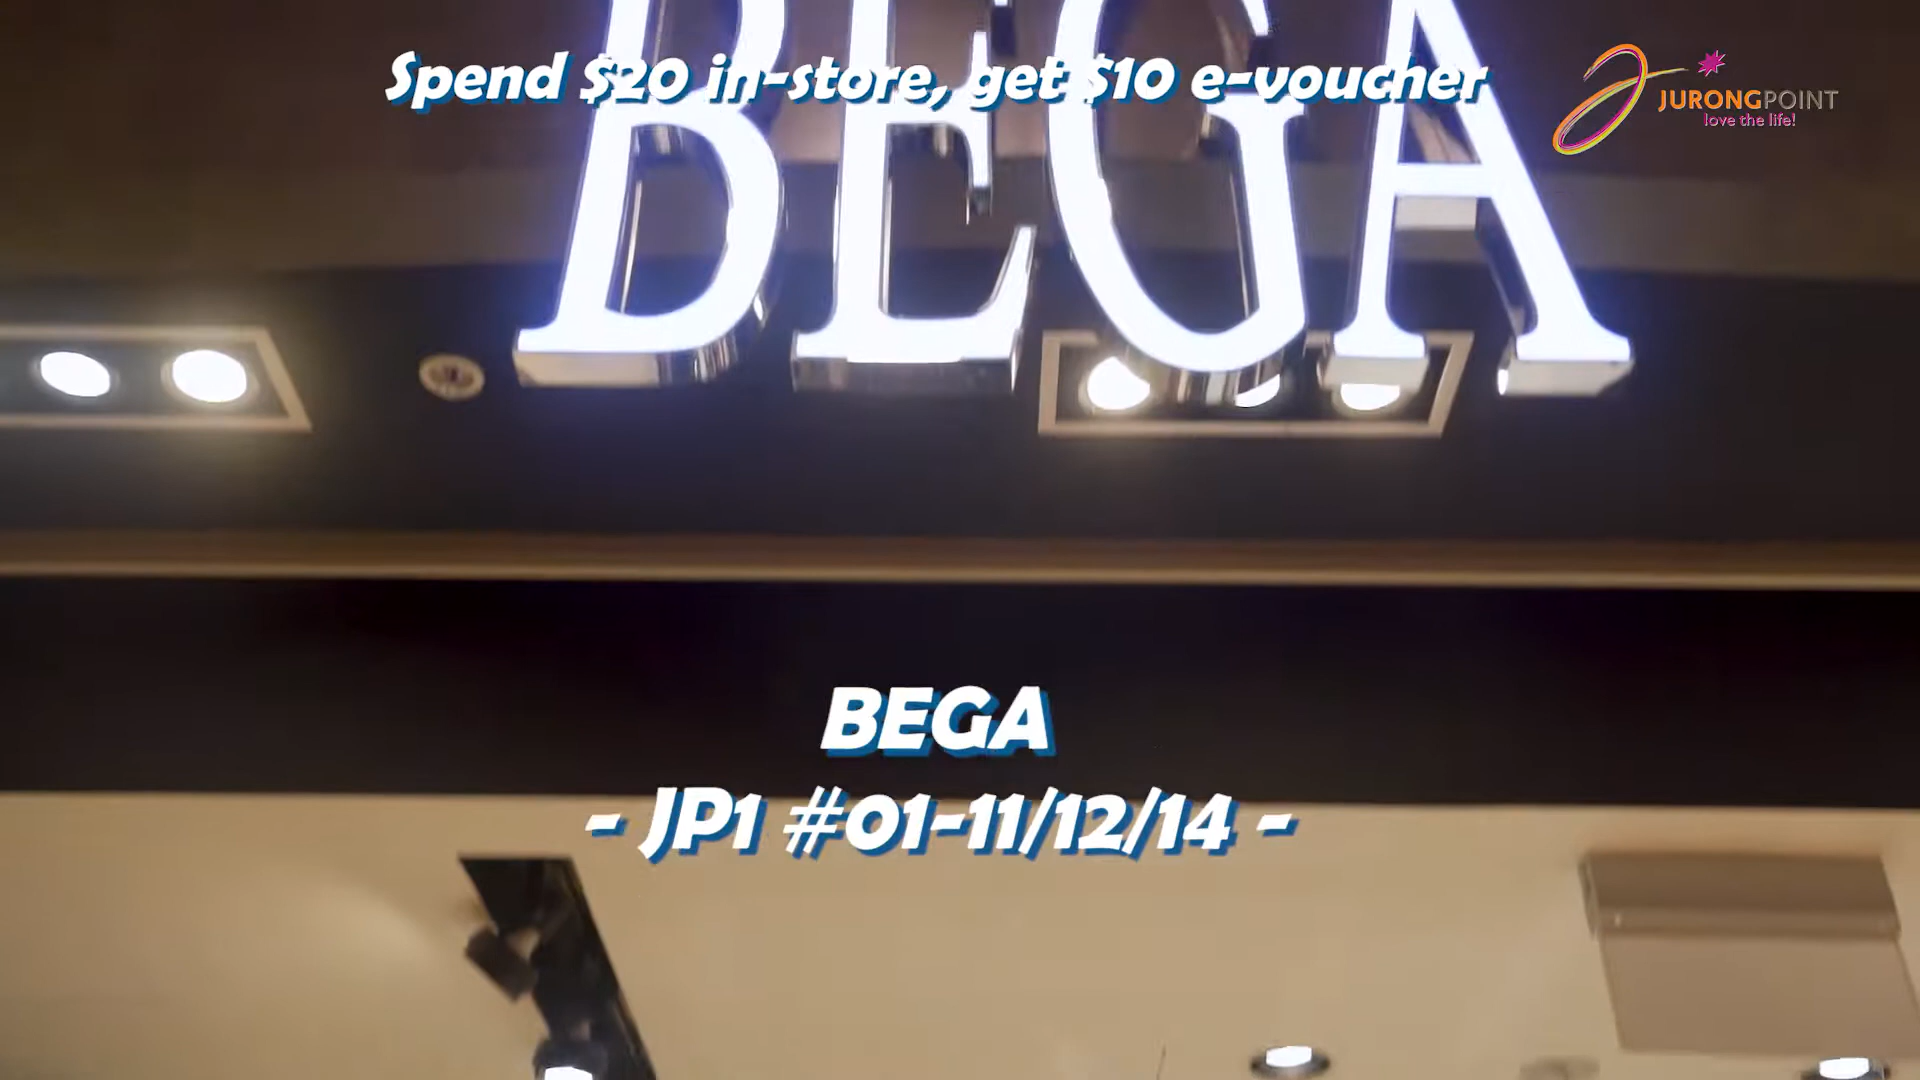 BEGA
Spend $20 in-store, get $10 e-voucher
JURONGPOINT
love the life!
BEGA
- JP1 #01-11/12/14 -